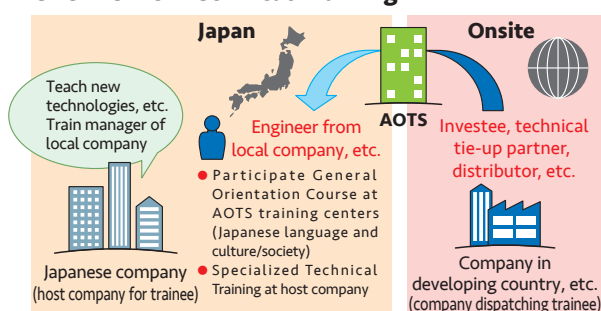 Japan
Onsite
Teach new
technologies, etc.
Train manager of
local company
AOTS
Engineer from
local company, etc.
● Participate General
Orientation Course at
AOTS training centers
(Japanese language and
culture/society)
● Specialized Technical
Training at host company
Japanese company
(host company for trainee)
Investee, technical
tie-up partner,
distributor, etc.
Company in
developing country, etc.
(company dispatching trainee)